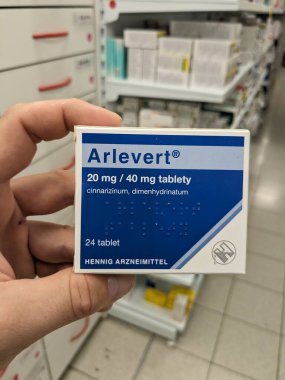 Arlevert®
20 mg / 40 mg tablety
cinnarizinum, dimenhydrinatum
24 tablet
HENNIG ARZNEIMITTEL